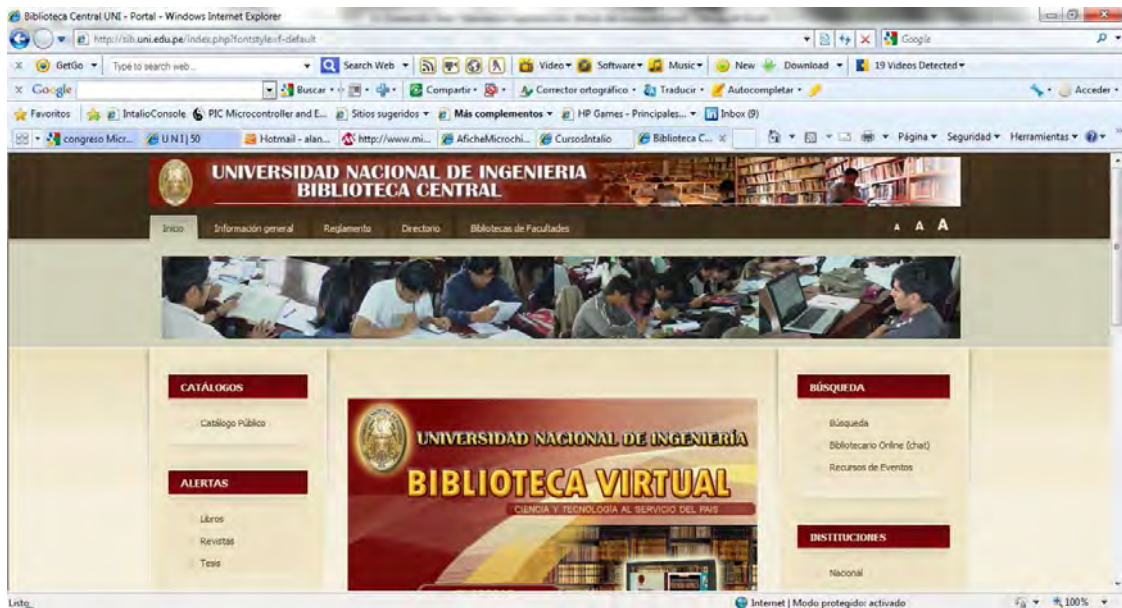 Biblioteca Central UNI - Portal - Windows Internet Explorer
http://sib.uni.edu.pe/index.php?fontstyle=f-default
Google
x GetGo Type to search web... Search Web Video Software Music New Download 19 Videos Detected
x Google Buscar Compartir Corrector ortográfico Traducir Autocompletar Acceder
Favoritos IntalioConsole PIC Microcontroller and E... Sitios sugeridos Más complementos HP Games - Principales... Inbox (9)
congreso Micr... U N I | 50 Hotmail - alan... http://www.mi... AficheMicrochi... CursosIntalio Biblioteca C... x Página Seguridad Herramientas
UNIVERSIDAD NACIONAL DE INGENIERIA
BIBLIOTECA CENTRAL
Inicio Información general Reglamento Directorio Bibliotecas de Facultades A A A
CATÁLOGOS
Catálogo Público
ALERTAS
Libros
Revistas
Tesis
UNIVERSIDAD NACIONAL DE INGENIERÍA
BIBLIOTECA VIRTUAL
CIENCIA Y TECNOLOGÍA AL SERVICIO DEL PAIS
BÚSQUEDA
Búsqueda
Bibliotecario Online (chat)
Recursos de Eventos
INSTITUCIONES
Nacional
Listo
Internet | Modo protegido: activado 100%